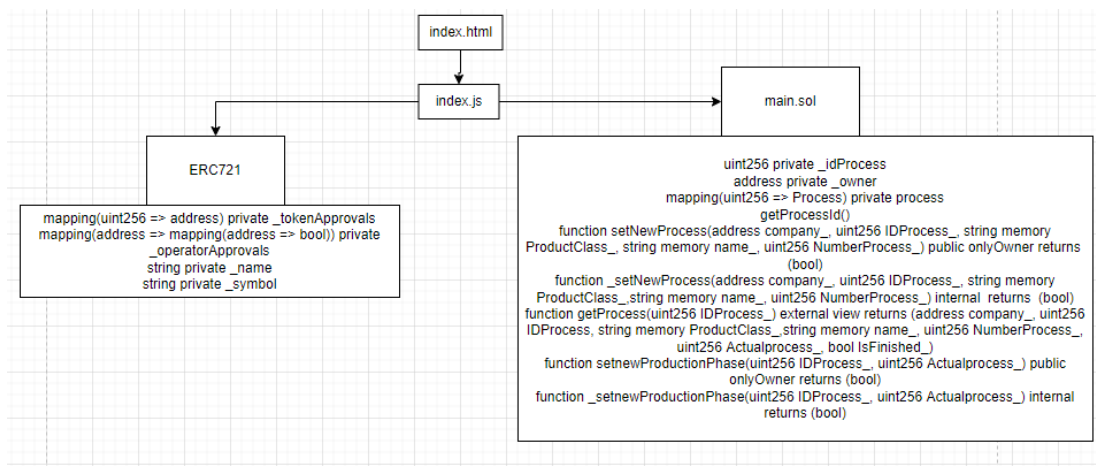 index.html
index.js
main.sol
ERC721
mapping(uint256 => address) private _tokenApprovals
mapping(address => mapping(address => bool)) private
_operatorApprovals
string private _name
string private _symbol
uint256 private _idProcess
address private _owner
mapping(uint256 => Process) private process
getProcessId()
function setNewProcess(address company_, uint256 IDProcess_, string memory
ProductClass_, string memory name_, uint256 NumberProcess_) public onlyOwner returns
(bool)
function _setNewProcess(address company_, uint256 IDProcess_, string memory
ProductClass_,string memory name_, uint256 NumberProcess_) internal  returns  (bool)
function getProcess(uint256 IDProcess_) external view returns (address company_, uint256
IDProcess, string memory ProductClass_,string memory name_, uint256 NumberProcess_,
uint256 Actualprocess_, bool IsFinished_)
function setnewProductionPhase(uint256 IDProcess_, uint256 Actualprocess_) public
onlyOwner returns (bool)
function _setnewProductionPhase(uint256 IDProcess_, uint256 Actualprocess_) internal
returns (bool)